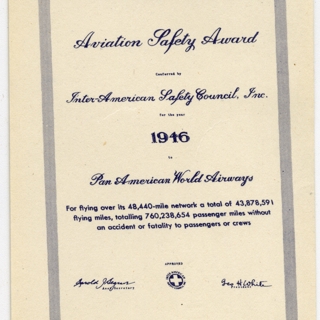 Aviation Safety Award
Conferred by
Inter-American Safety Council, Inc.
for the year
1946
to
Pan American World Airways
For flying over its 48,440-mile network a total of 43,878,591
flying miles, totalling 760,238,654 passenger miles without
an accident or fatality to passengers or crews
APPROVED